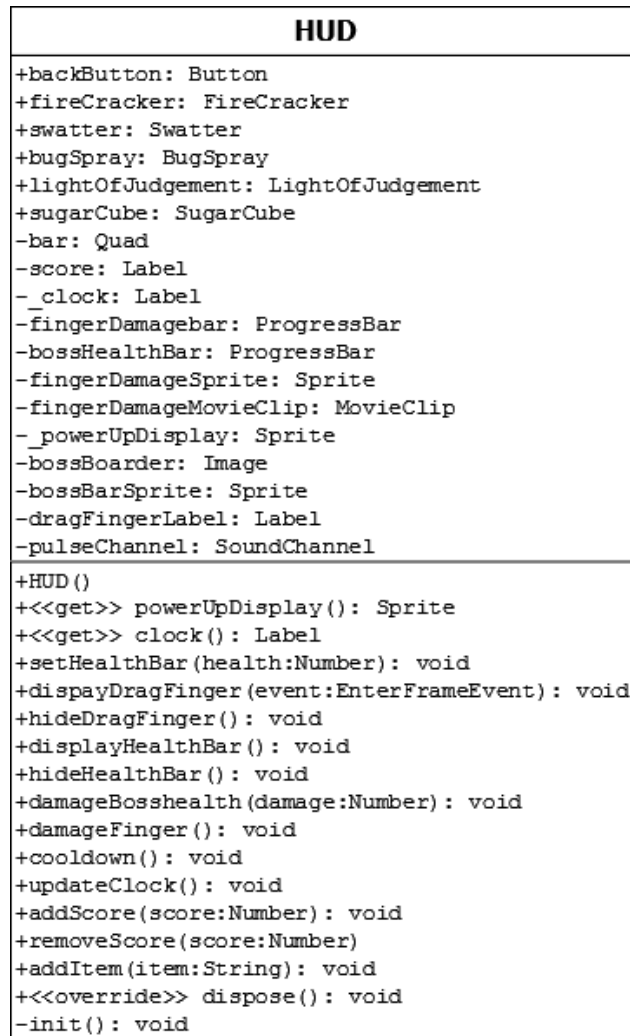 HUD
+backButton: Button
+fireCracker: FireCracker
+swatter: Swatter
+bugSpray: BugSpray
+lightOfJudgement: LightOfJudgement
+sugarCube: SugarCube
-bar: Quad
-score: Label
-_clock: Label
-fingerDamagebar: ProgressBar
-bossHealthBar: ProgressBar
-fingerDamageSprite: Sprite
-fingerDamageMovieClip: MovieClip
-_powerUpDisplay: Sprite
-bossBoarder: Image
-bossBarSprite: Sprite
-dragFingerLabel: Label
-pulseChannel: SoundChannel
+HUD()
+<<get>> powerUpDisplay(): Sprite
+<<get>> clock(): Label
+setHealthBar(health:Number): void
+dispayDragFinger(event:EnterFrameEvent): void
+hideDragFinger(): void
+displayHealthBar(): void
+hideHealthBar(): void
+damageBosshealth(damage:Number): void
+damageFinger(): void
+cooldown(): void
+updateClock(): void
+addScore(score:Number): void
+removeScore(score:Number)
+addItem(item:String): void
+<<override>> dispose(): void
-init(): void